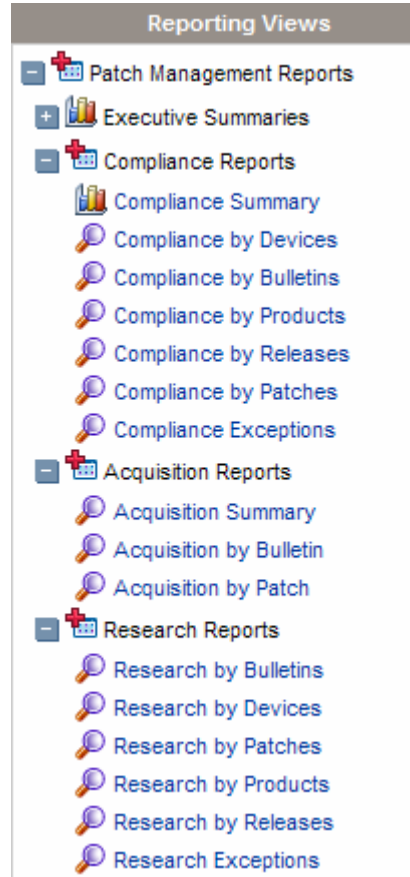 Reporting Views
Patch Management Reports
Executive Summaries
Compliance Reports
Compliance Summary
Compliance by Devices
Compliance by Bulletins
Compliance by Products
Compliance by Releases
Compliance by Patches
Compliance Exceptions
Acquisition Reports
Acquisition Summary
Acquisition by Bulletin
Acquisition by Patch
Research Reports
Research by Bulletins
Research by Devices
Research by Patches
Research by Products
Research by Releases
Research Exceptions